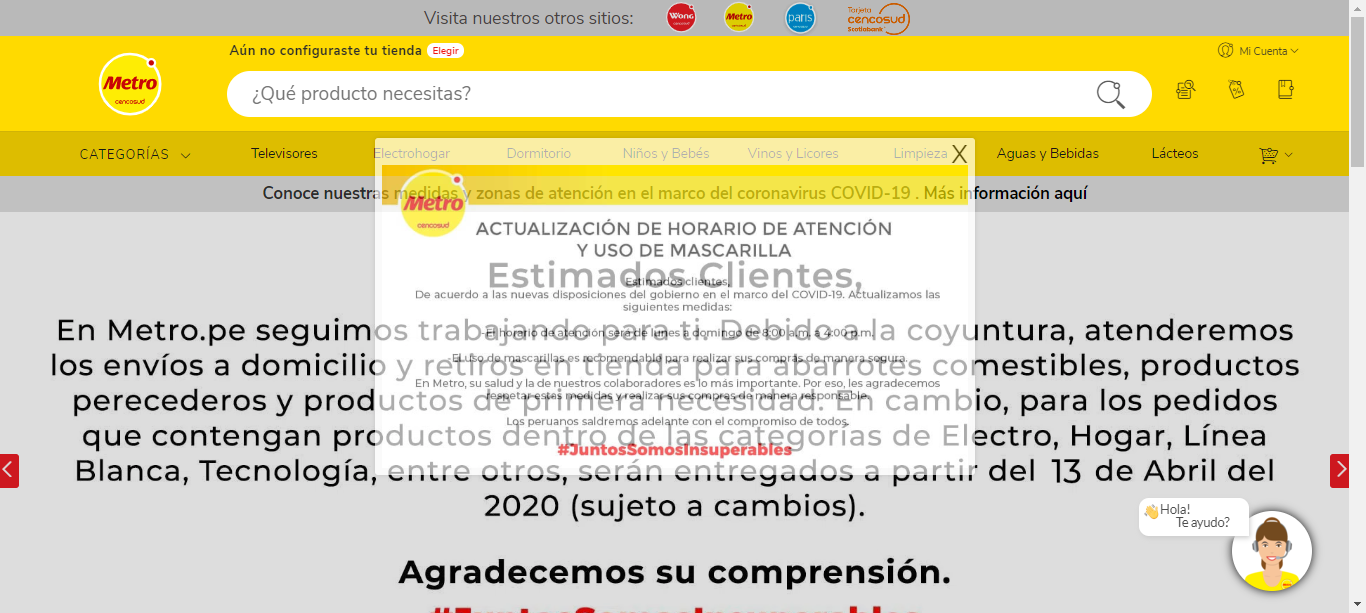 Visita nuestros otros sitios:
Wong
cencosud
Metro
cencosud
paris
cencosud
Tarjeta
cencosud
Scotiabank
Aún no configuraste tu tienda Elegir
Mi Cuenta
Metro
cencosud
¿Qué producto necesitas?
CATEGORÍAS
Televisores
Electrohogar
Dormitorio
Niños y Bebés
Vinos y Licores
Limpieza
X
Aguas y Bebidas
Lácteos
Conoce nuestras medidas y zonas de atención en el marco del coronavirus COVID-19 . Más información aquí
Metro
cencosud
ACTUALIZACIÓN DE HORARIO DE ATENCIÓN
Y USO DE MASCARILLA
Estimados clientes,
De acuerdo a las nuevas disposiciones del gobierno en el marco del COVID-19. Actualizamos las
siguientes medidas:
-El horario de atención será de lunes a domingo de 8:00 a.m. a 4:00 p.m.
-El uso de mascarillas es recomendable para realizar sus compras de manera segura.
En Metro, su salud y la de nuestros colaboradores es lo más importante. Por eso, les agradecemos
respetar estas medidas y realizar sus compras de manera responsable.
Los peruanos saldremos adelante con el compromiso de todos.
#JuntosSomosInsuperables
Estimados Clientes,
En Metro.pe seguimos trabajando para ti. Debido a la coyuntura, atenderemos
los envíos a domicilio y retiros en tienda para abarrotes comestibles, productos
perecederos y productos de primera necesidad. En cambio, para los pedidos
que contengan productos dentro de las categorías de Electro, Hogar, Línea
Blanca, Tecnología, entre otros, serán entregados a partir del 13 de Abril del
2020 (sujeto a cambios).
Agradecemos su comprensión.
#JuntosSomosInsuperables
Hola!
Te ayudo?